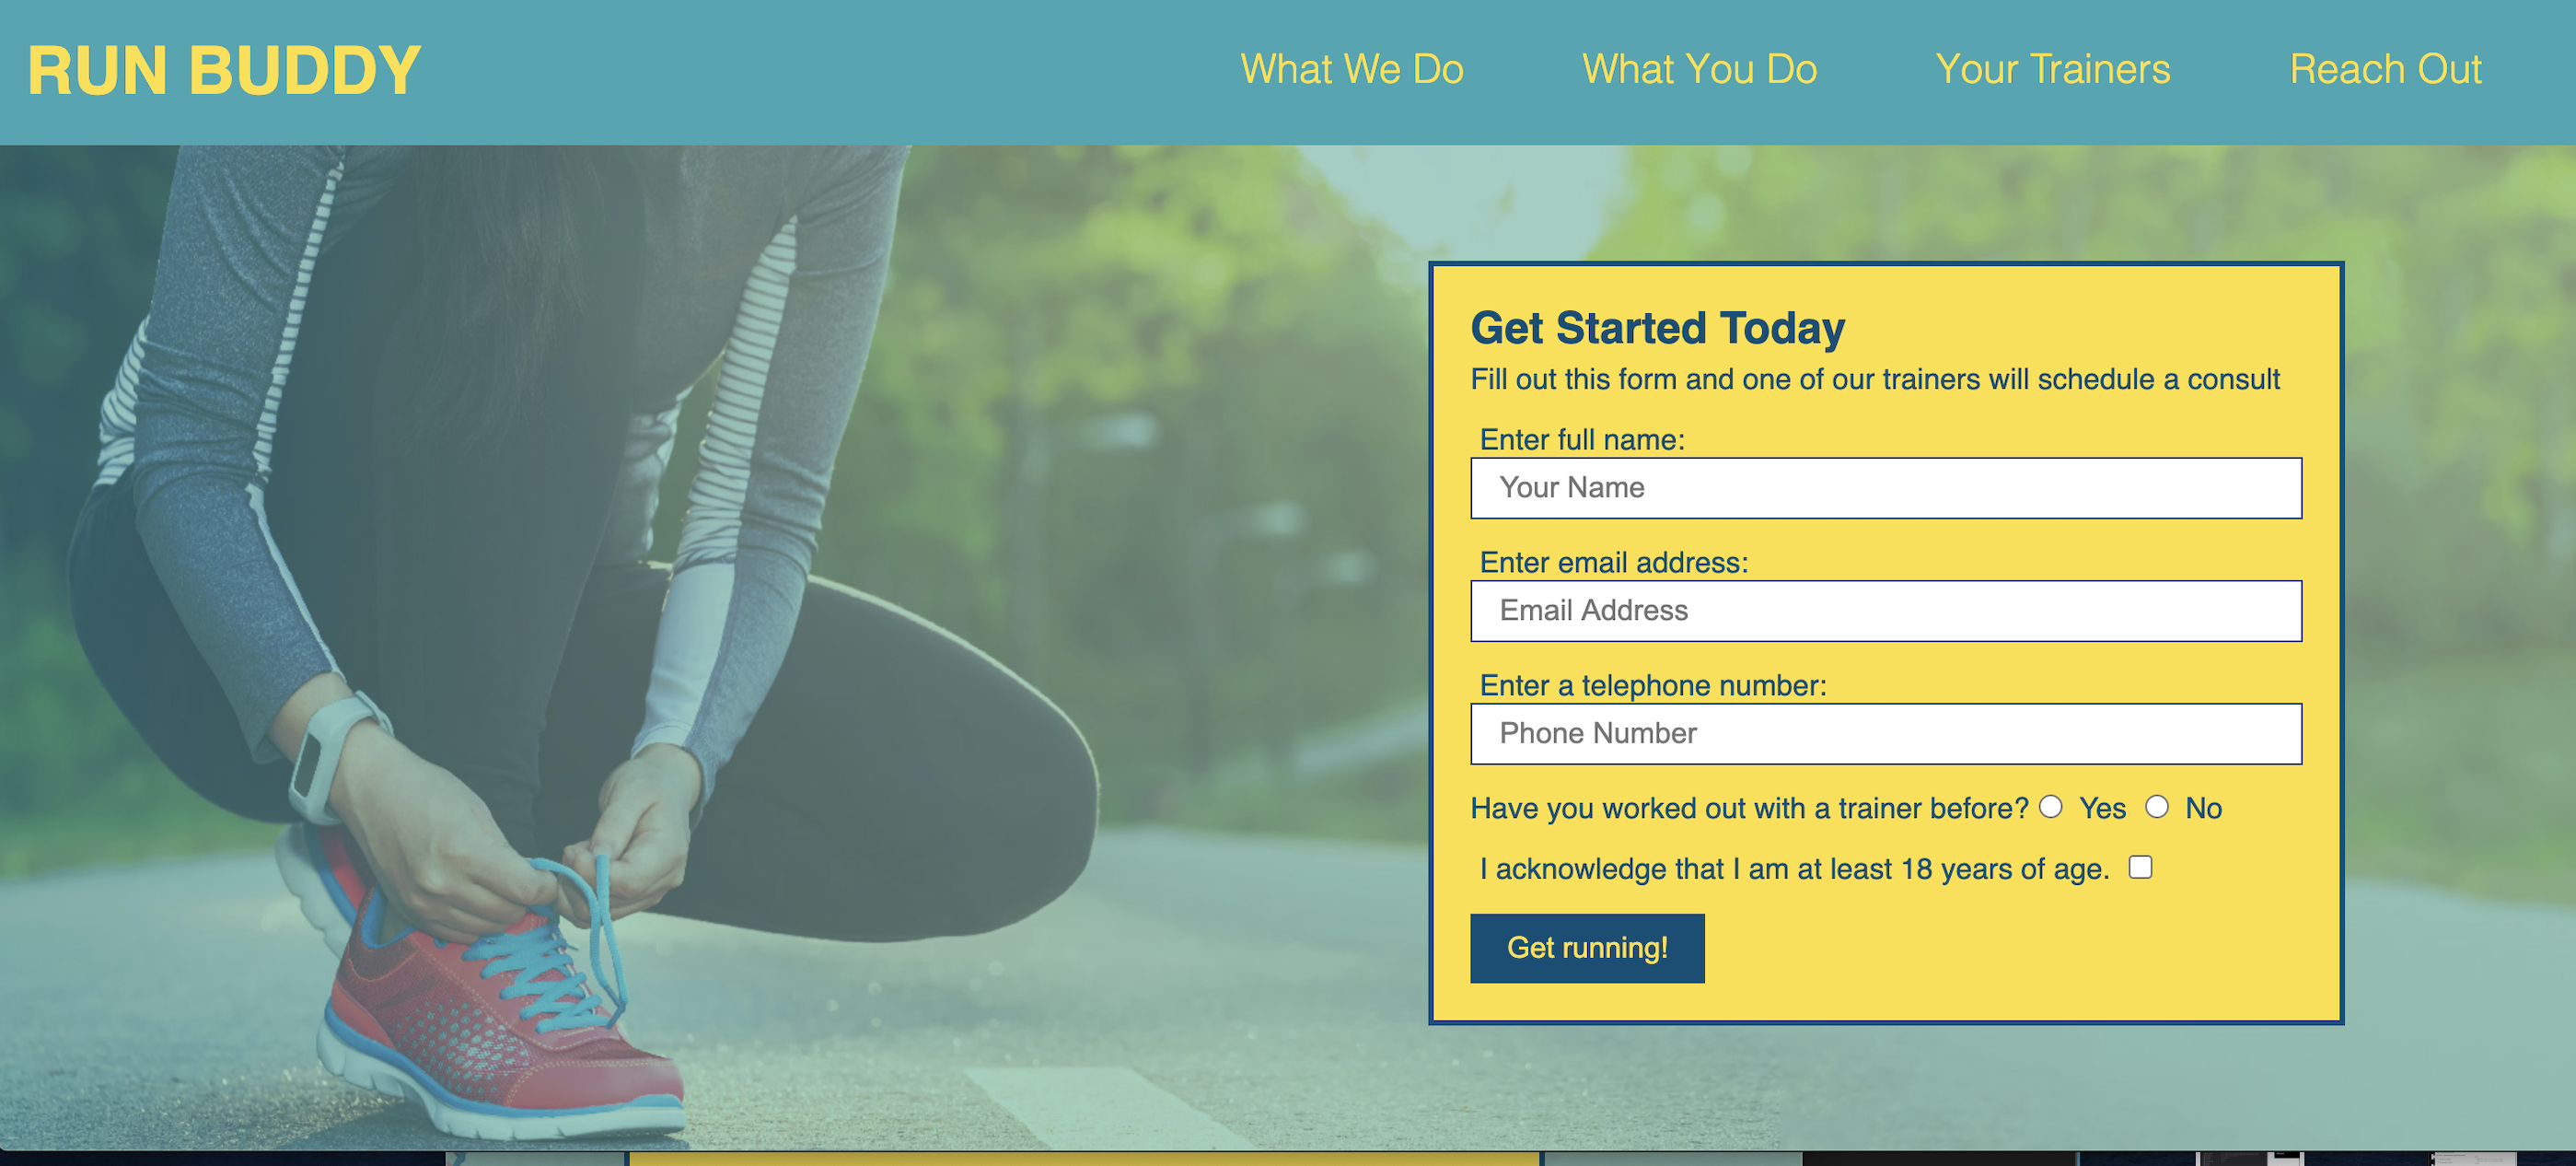 RUN BUDDY
What We Do
What You Do
Your Trainers
Reach Out
Get Started Today
Fill out this form and one of our trainers will schedule a consult
Enter full name:
Your Name
Enter email address:
Email Address
Enter a telephone number:
Phone Number
Have you worked out with a trainer before? Yes No
I acknowledge that I am at least 18 years of age.
Get running!